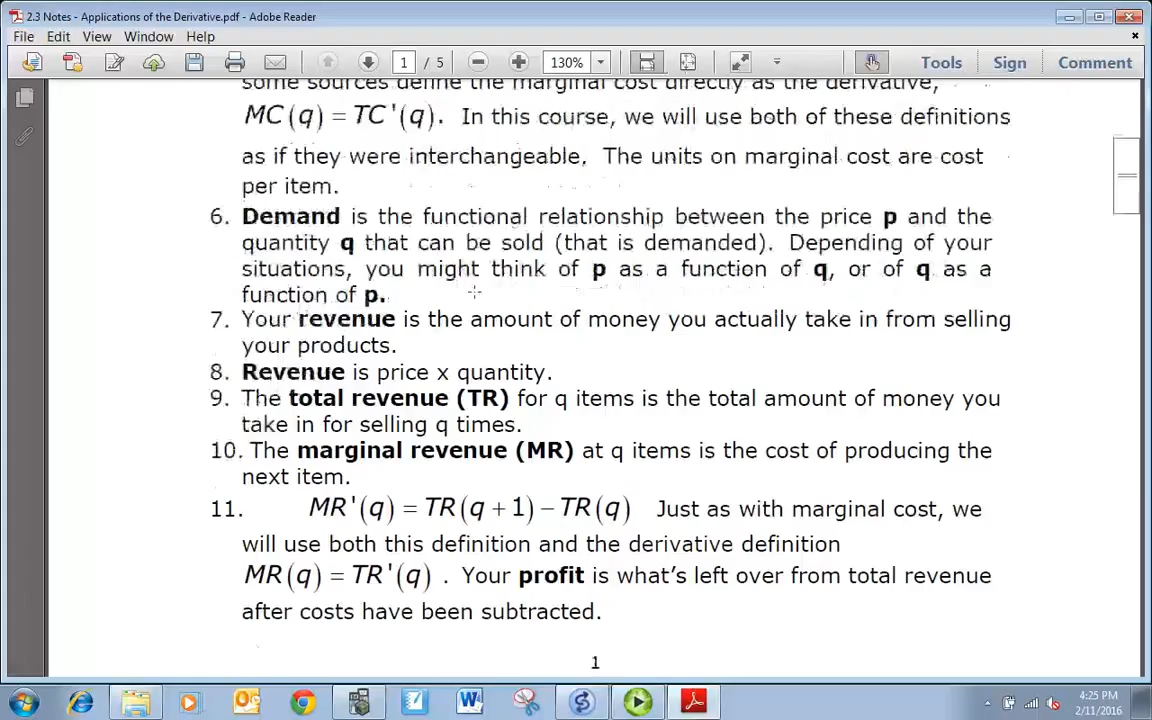 2.3 Notes - Applications of the Derivative.pdf - Adobe Reader
File Edit View Window Help
1 / 5 130% Tools Sign Comment
some sources define the marginal cost directly as the derivative,
MC(q) = TC'(q). In this course, we will use both of these definitions
as if they were interchangeable. The units on marginal cost are cost
per item.
6. Demand is the functional relationship between the price p and the
quantity q that can be sold (that is demanded). Depending of your
situations, you might think of p as a function of q, or of q as a
function of p.
7. Your revenue is the amount of money you actually take in from selling
your products.
8. Revenue is price x quantity.
9. The total revenue (TR) for q items is the total amount of money you
take in for selling q times.
10. The marginal revenue (MR) at q items is the cost of producing the
next item.
11. MR'(q) = TR(q + 1) − TR(q) Just as with marginal cost, we
will use both this definition and the derivative definition
MR(q) = TR'(q) . Your profit is what's left over from total revenue
after costs have been subtracted.
1
4:25 PM
2/11/2016